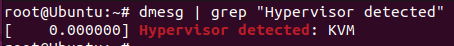 root@Ubuntu:~# dmesg | grep "Hypervisor detected"
[    0.000000] Hypervisor detected: KVM